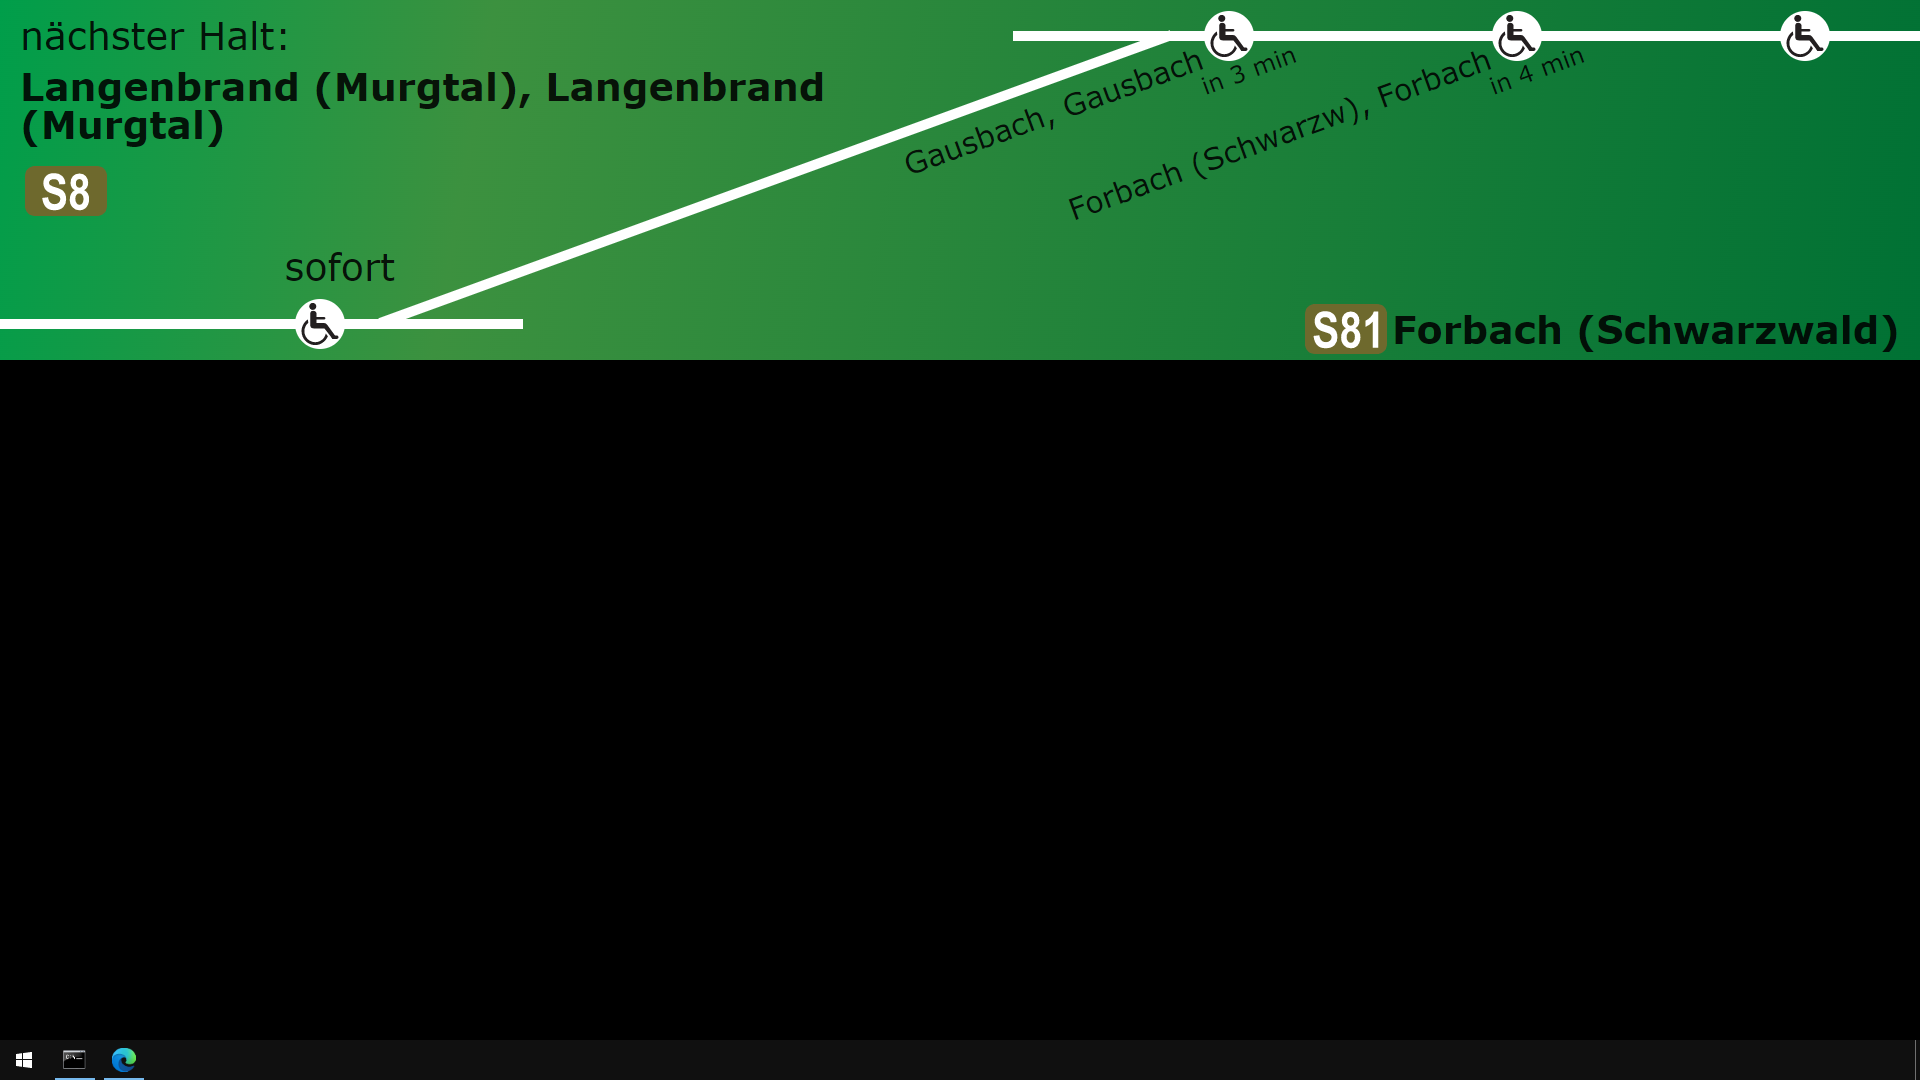 nächster Halt:
Langenbrand (Murgtal), Langenbrand
(Murgtal)
S8
sofort
Gausbach, Gausbach
in 3 min
Forbach (Schwarzw), Forbach
in 4 min
S81 Forbach (Schwarzwald)